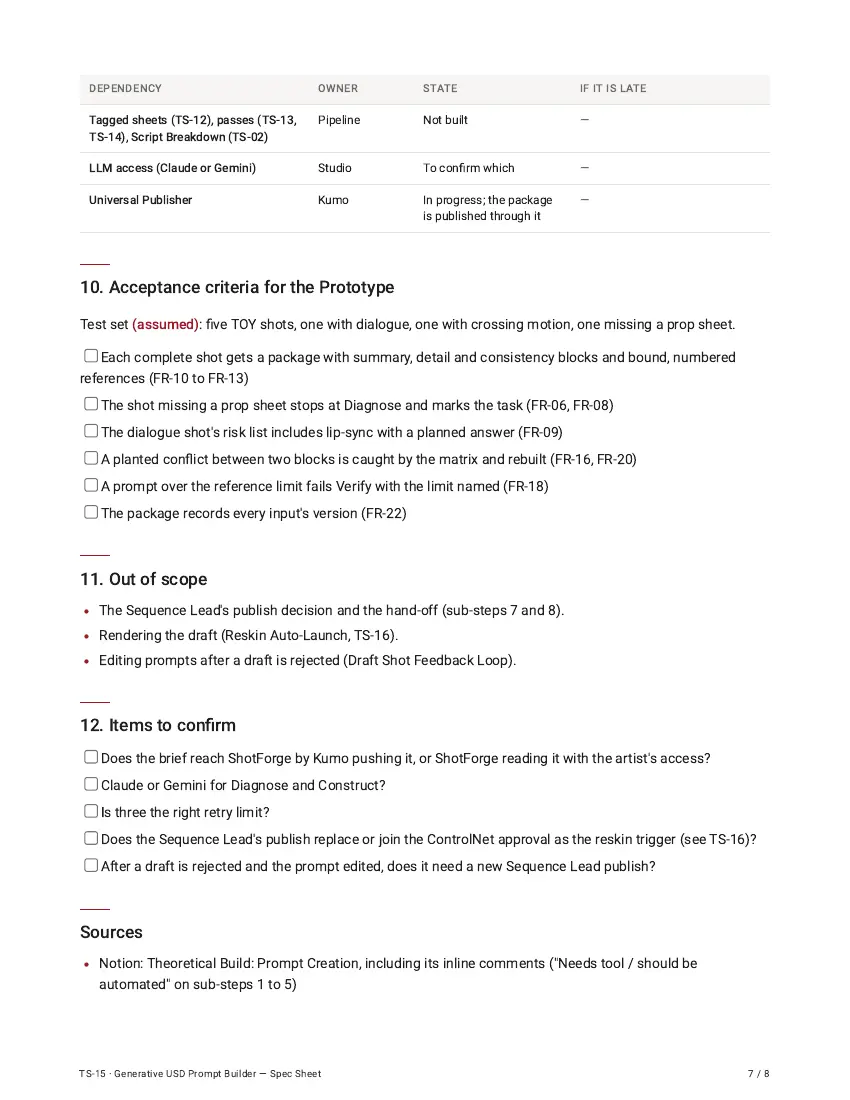 DEPENDENCY OWNER STATE IF IT IS LATE
Tagged sheets (TS-12), passes (TS-13, Pipeline Not built —
TS-14), Script Breakdown (TS-02)
LLM access (Claude or Gemini) Studio To confirm which —
Universal Publisher Kumo In progress; the package —
is published through it
10. Acceptance criteria for the Prototype
Test set (assumed): five TOY shots, one with dialogue, one with crossing motion, one missing a prop sheet.
Each complete shot gets a package with summary, detail and consistency blocks and bound, numbered
references (FR-10 to FR-13)
The shot missing a prop sheet stops at Diagnose and marks the task (FR-06, FR-08)
The dialogue shot's risk list includes lip-sync with a planned answer (FR-09)
A planted conflict between two blocks is caught by the matrix and rebuilt (FR-16, FR-20)
A prompt over the reference limit fails Verify with the limit named (FR-18)
The package records every input's version (FR-22)
11. Out of scope
• The Sequence Lead's publish decision and the hand-off (sub-steps 7 and 8).
• Rendering the draft (Reskin Auto-Launch, TS-16).
• Editing prompts after a draft is rejected (Draft Shot Feedback Loop).
12. Items to confirm
Does the brief reach ShotForge by Kumo pushing it, or ShotForge reading it with the artist's access?
Claude or Gemini for Diagnose and Construct?
Is three the right retry limit?
Does the Sequence Lead's publish replace or join the ControlNet approval as the reskin trigger (see TS-16)?
After a draft is rejected and the prompt edited, does it need a new Sequence Lead publish?
Sources
• Notion: Theoretical Build: Prompt Creation, including its inline comments ("Needs tool / should be
automated" on sub-steps 1 to 5)
TS-15 · Generative USD Prompt Builder — Spec Sheet 7 / 8